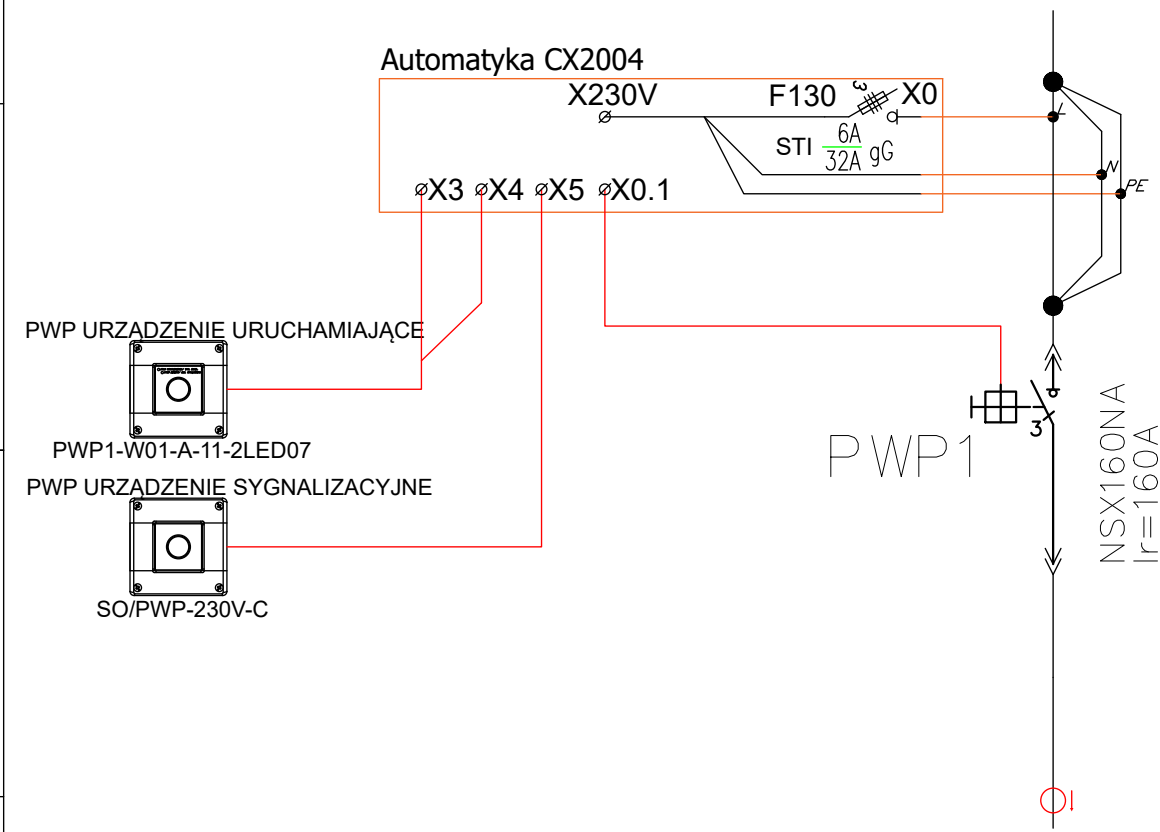 Automatyka CX2004
X230V
F130
3
X0
STI
6A
32A
gG
L
N
PE
X3
X4
X5
X0.1
PWP URZĄDZENIE URUCHAMIAJĄCE
PWP1-W01-A-11-2LED07
PWP URZĄDZENIE SYGNALIZACYJNE
SO/PWP-230V-C
PWP1
3
NSX160NA
Ir=160A